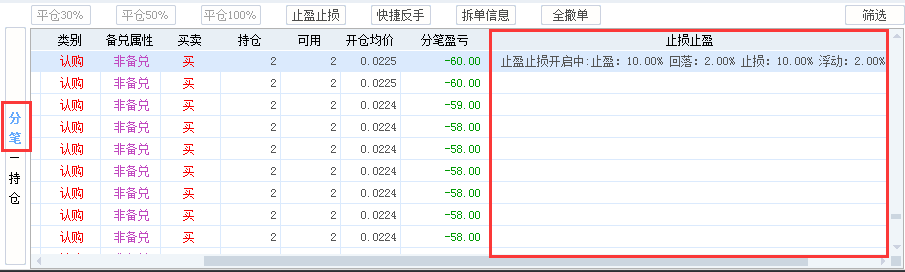 平仓30% 平仓50% 平仓100% 止盈止损 快捷反手 拆单信息 全撤单 筛选
分笔
持仓
类别 备兑属性 买卖 持仓 可用 开仓均价 分笔盈亏 止损止盈
认购 非备兑 买 2 2 0.0225 -60.00 止盈止损开启中:止盈: 10.00% 回落: 2.00% 止损: 10.00% 浮动: 2.00%
认购 非备兑 买 2 2 0.0225 -60.00
认购 非备兑 买 2 2 0.0224 -59.00
认购 非备兑 买 2 2 0.0224 -58.00
认购 非备兑 买 2 2 0.0224 -58.00
认购 非备兑 买 2 2 0.0224 -58.00
认购 非备兑 买 2 2 0.0224 -58.00
认购 非备兑 买 2 2 0.0224 -58.00
认购 非备兑 买 2 2 0.0224 -58.00